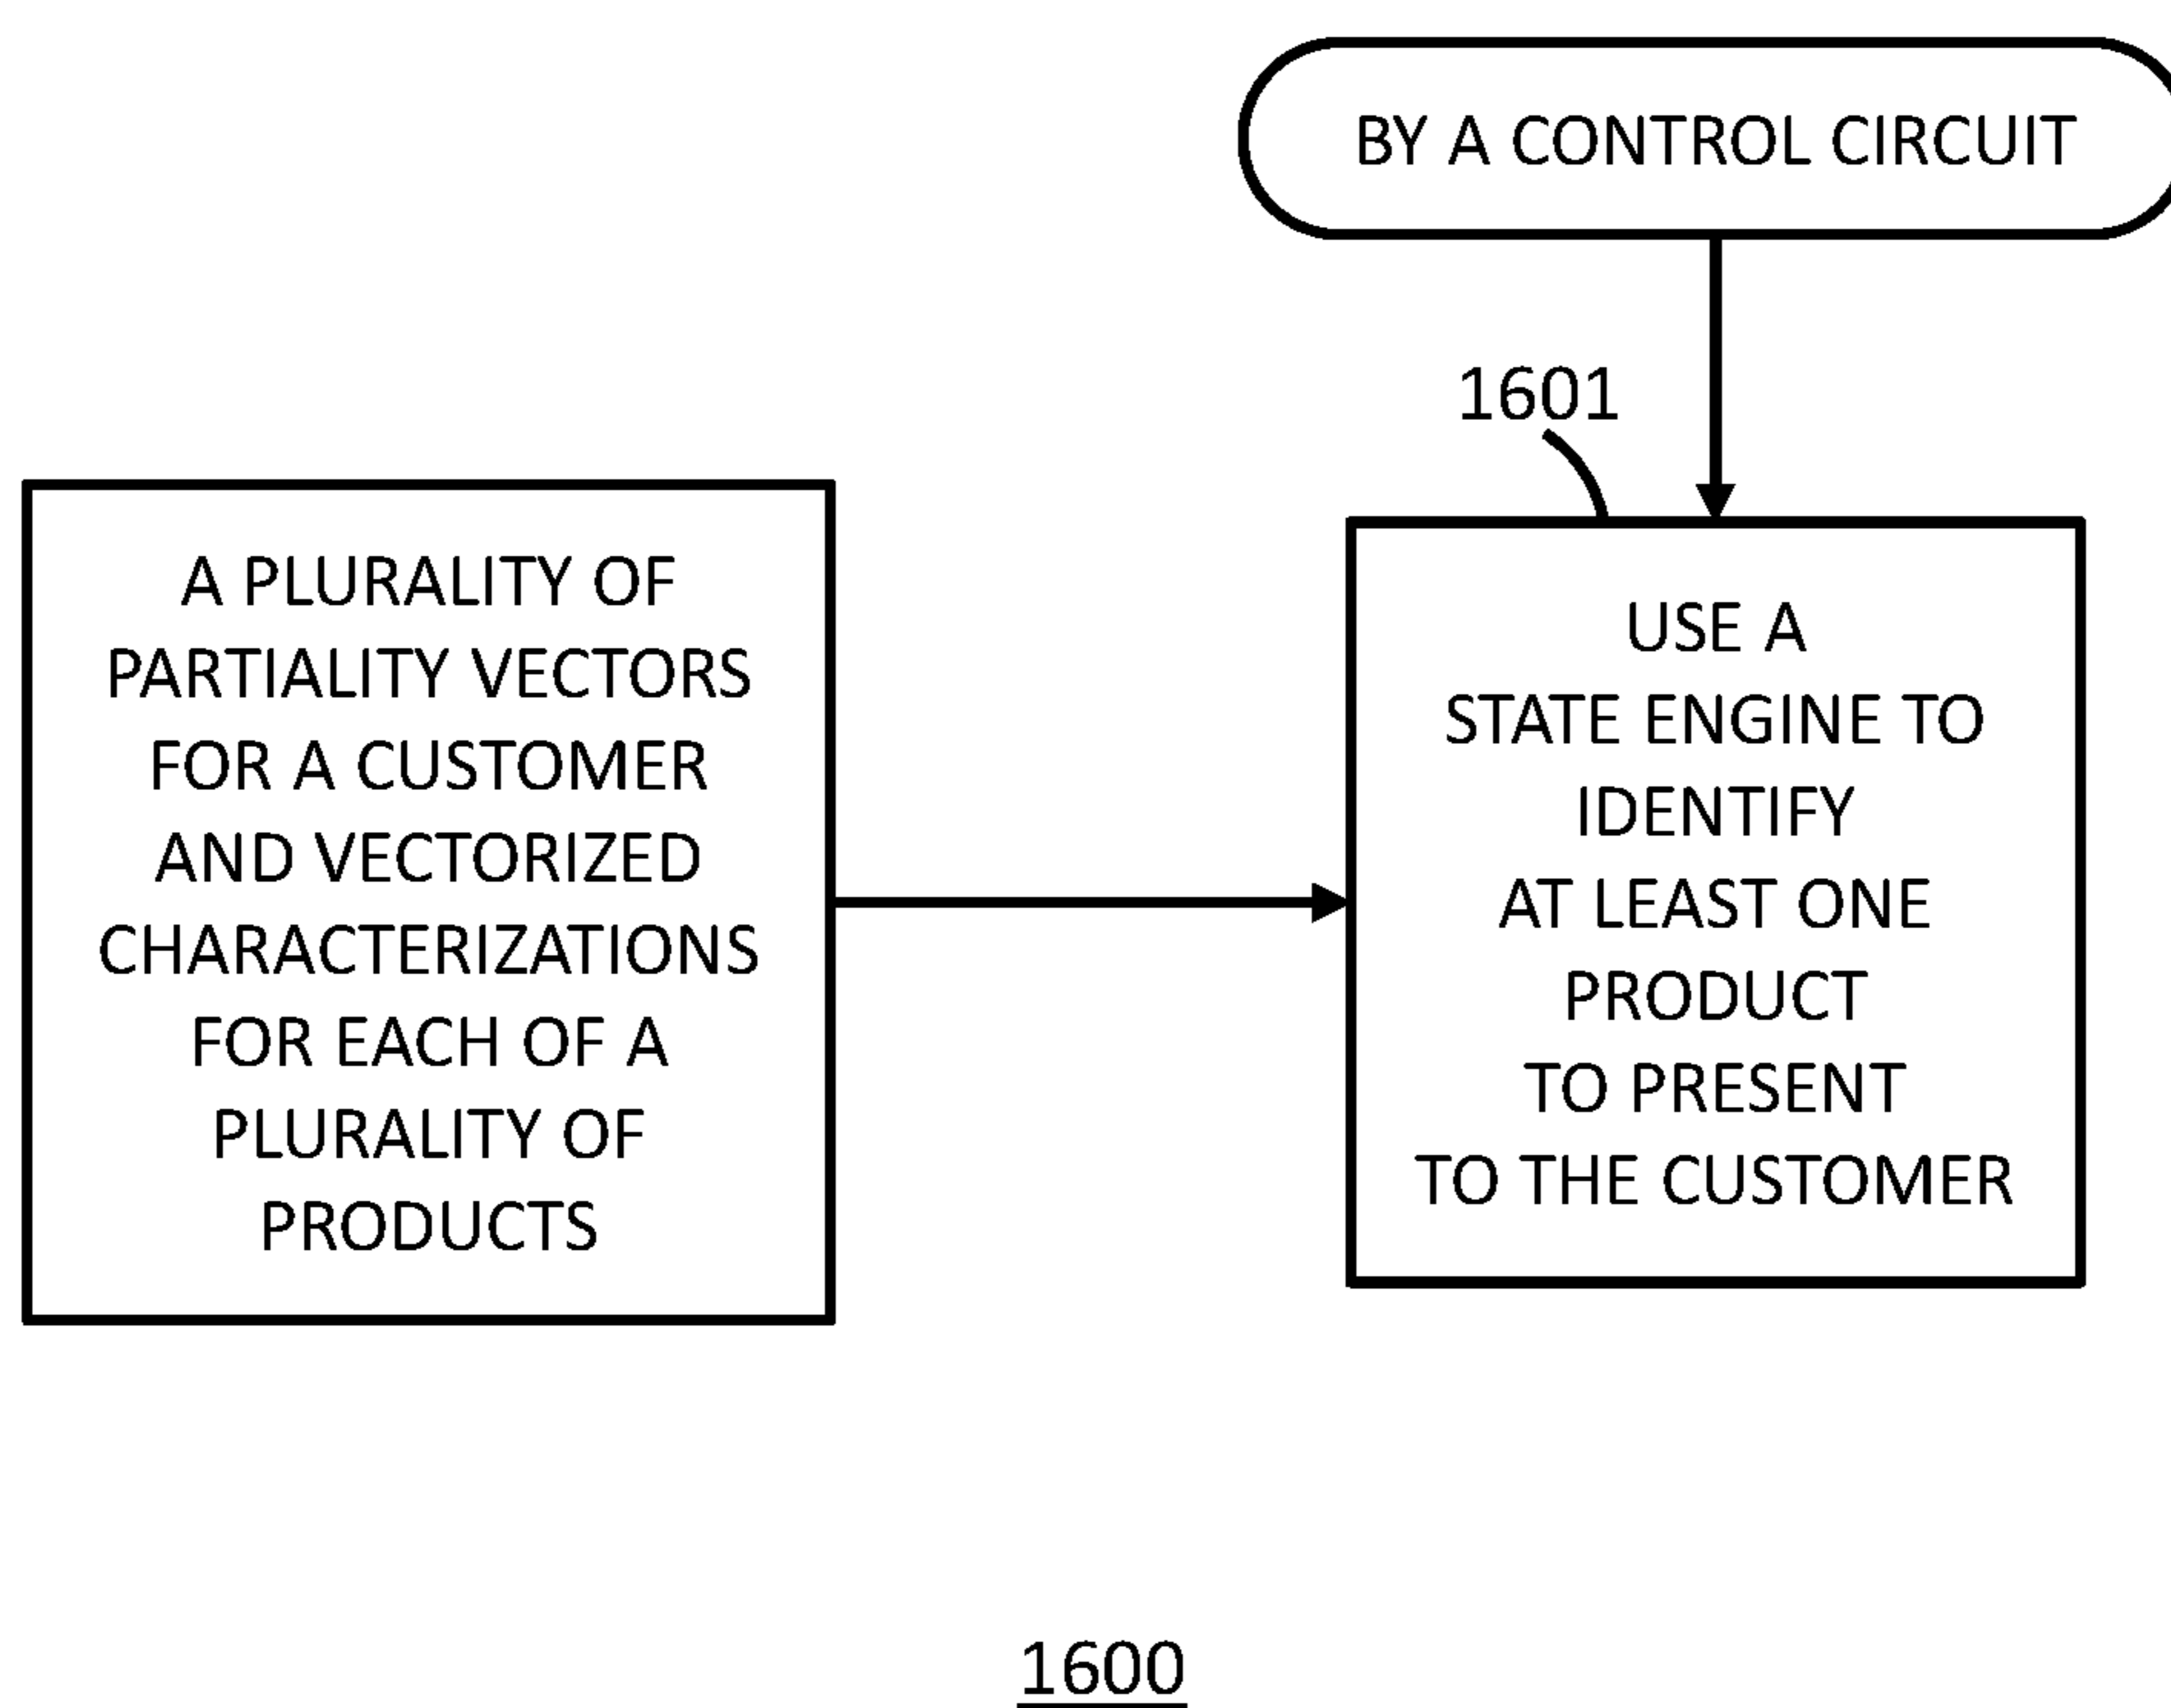 BY A CONTROL CIRCUIT
1601
A PLURALITY OF
PARTIALITY VECTORS
FOR A CUSTOMER
AND VECTORIZED
CHARACTERIZATIONS
FOR EACH OF A
PLURALITY OF
PRODUCTS
USE A
STATE ENGINE TO
IDENTIFY
AT LEAST ONE
PRODUCT
TO PRESENT
TO THE CUSTOMER
1600